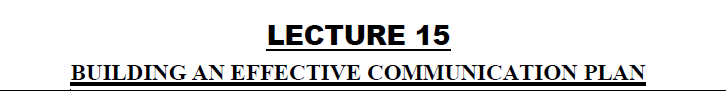 LECTURE 15
BUILDING AN EFFECTIVE COMMUNICATION PLAN